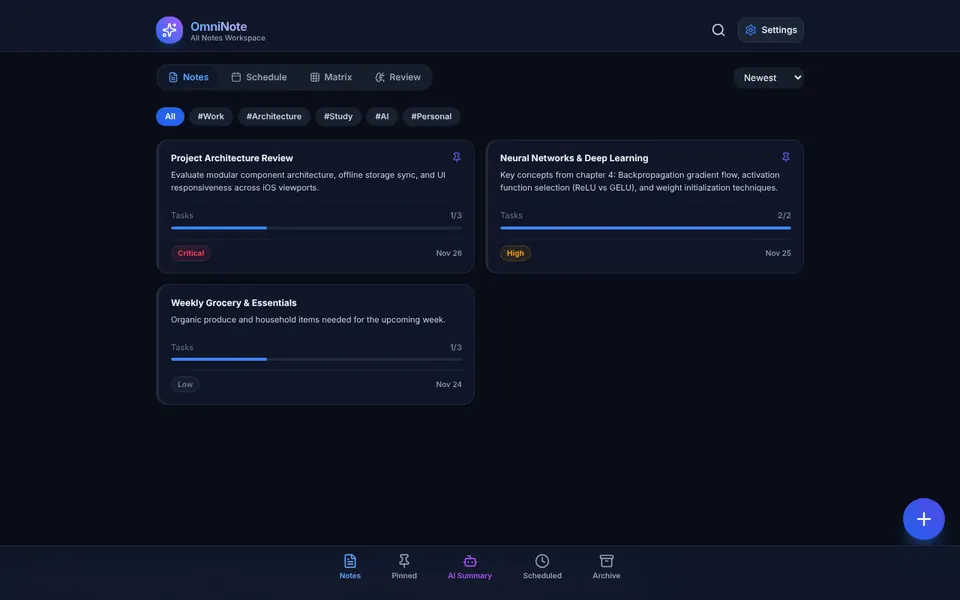 OmniNote
All Notes Workspace
Settings
Notes
Schedule
Matrix
Review
Newest
All
#Work
#Architecture
#Study
#AI
#Personal
Project Architecture Review
Evaluate modular component architecture, offline storage sync, and UI
responsiveness across iOS viewports.
Tasks
1/3
Critical
Nov 26
Neural Networks & Deep Learning
Key concepts from chapter 4: Backpropagation gradient flow, activation
function selection (ReLU vs GELU), and weight initialization techniques.
Tasks
2/2
High
Nov 25
Weekly Grocery & Essentials
Organic produce and household items needed for the upcoming week.
Tasks
1/3
Low
Nov 24
Notes
Pinned
AI Summary
Scheduled
Archive